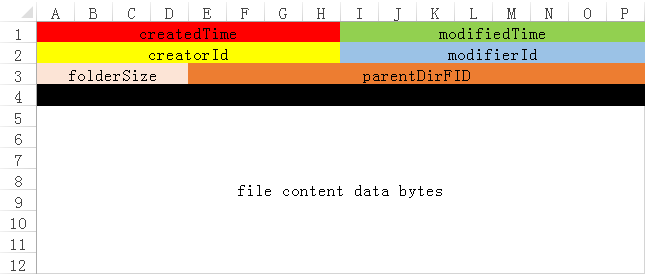 A B C D E F G H I J K L M N O P
1 createdTime modifiedTime
2 creatorId modifierId
3 folderSize parentDirFID
4
5
6
7
8 file content data bytes
9
10
11
12